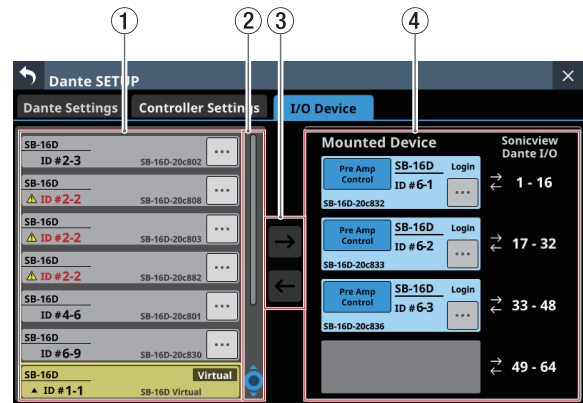 ① ② ③ ④
Dante SETUP
Dante Settings Controller Settings I/O Device
SB-16D
ID #2-3 SB-16D-20c802
SB-16D
ID #2-2 SB-16D-20c808
SB-16D
ID #2-2 SB-16D-20c803
SB-16D
ID #2-2 SB-16D-20c882
SB-16D
ID #4-6 SB-16D-20c801
SB-16D
ID #6-9 SB-16D-20c830
SB-16D Virtual
ID #1-1 SB-16D Virtual
Mounted Device
Sonicview
Dante I/O
Pre Amp
Control
SB-16D Login
ID #6-1
SB-16D-20c832
1 - 16
Pre Amp
Control
SB-16D Login
ID #6-2
SB-16D-20c833
17 - 32
Pre Amp
Control
SB-16D Login
ID #6-3
SB-16D-20c836
33 - 48
49 - 64